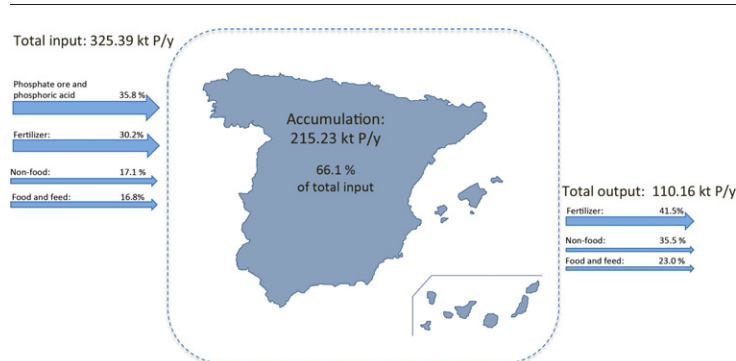 Total input: 325.39 kt P/y
Phosphate ore and
phosphoric acid 35.8 %
Fertilizer: 30.2%
Non-food: 17.1 %
Food and feed: 16.8%
Accumulation:
215.23 kt P/y
66.1 %
of total input
Total output: 110.16 kt P/y
Fertilizer: 41.5%
Non-food: 35.5 %
Food and feed: 23.0 %